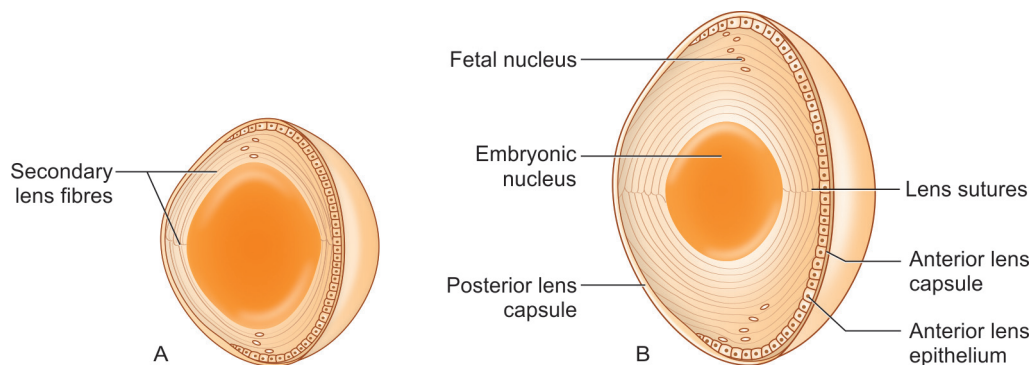 Secondary
lens fibres
A
Fetal nucleus
Embryonic
nucleus
Posterior lens
capsule
B
Lens sutures
Anterior lens
capsule
Anterior lens
epithelium